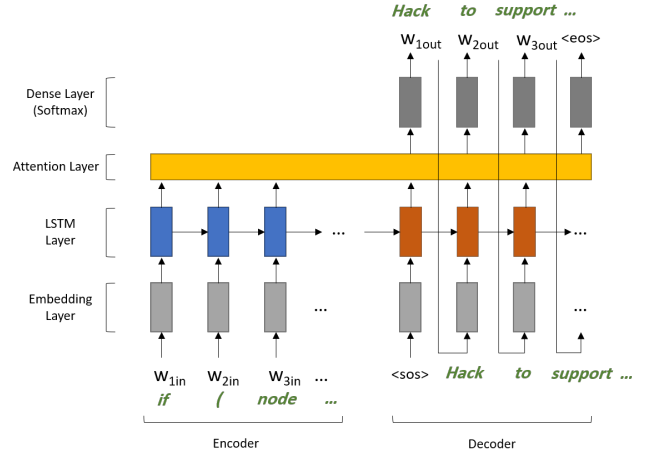 Hack to support ...
W1out W2out W3out <eos>
Dense Layer
(Softmax)
Attention Layer
LSTM
Layer
... ...
Embedding
Layer
... ...
W1in W2in W3in ... <sos> Hack to support ...
if ( node ...
Encoder Decoder